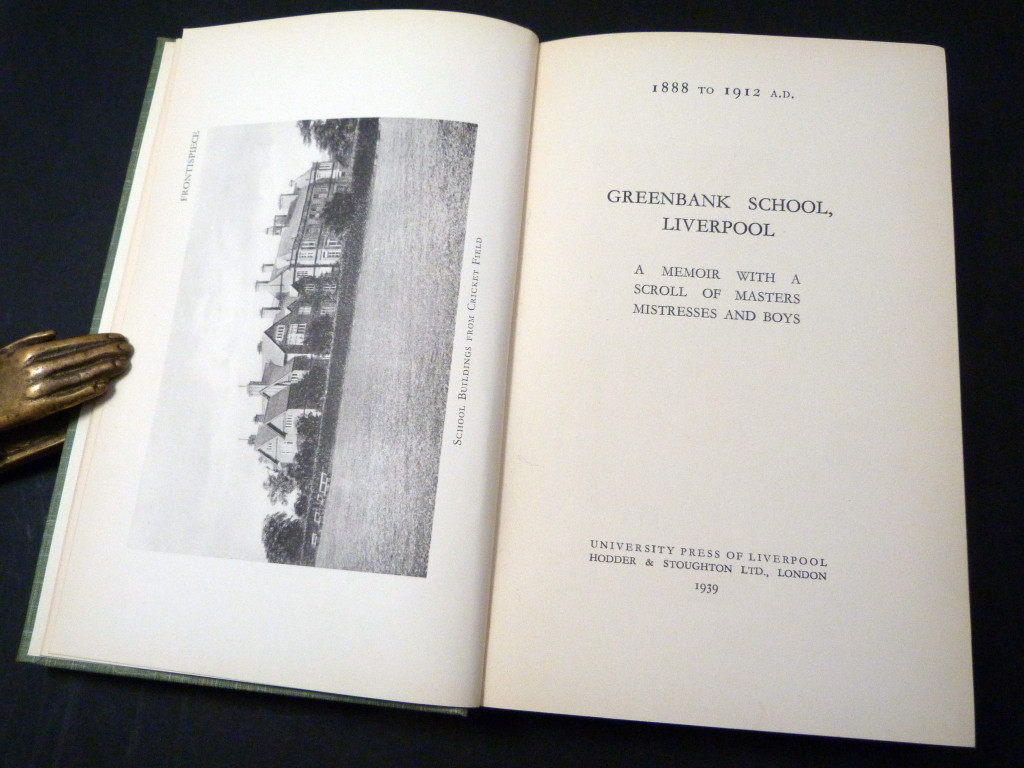 FRONTISPIECE
SCHOOL BUILDINGS FROM CRICKET FIELD
1888 TO 1912 A.D.
GREENBANK SCHOOL,
LIVERPOOL
A MEMOIR WITH A
SCROLL OF MASTERS
MISTRESSES AND BOYS
UNIVERSITY PRESS OF LIVERPOOL
HODDER & STOUGHTON LTD., LONDON
1939